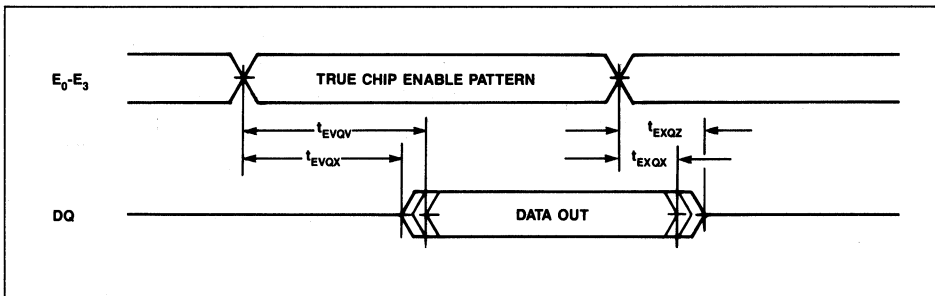 E0-E3
TRUE CHIP ENABLE PATTERN
tEVQV
tEXQZ
tEVQX
tEXQX
DQ
DATA OUT